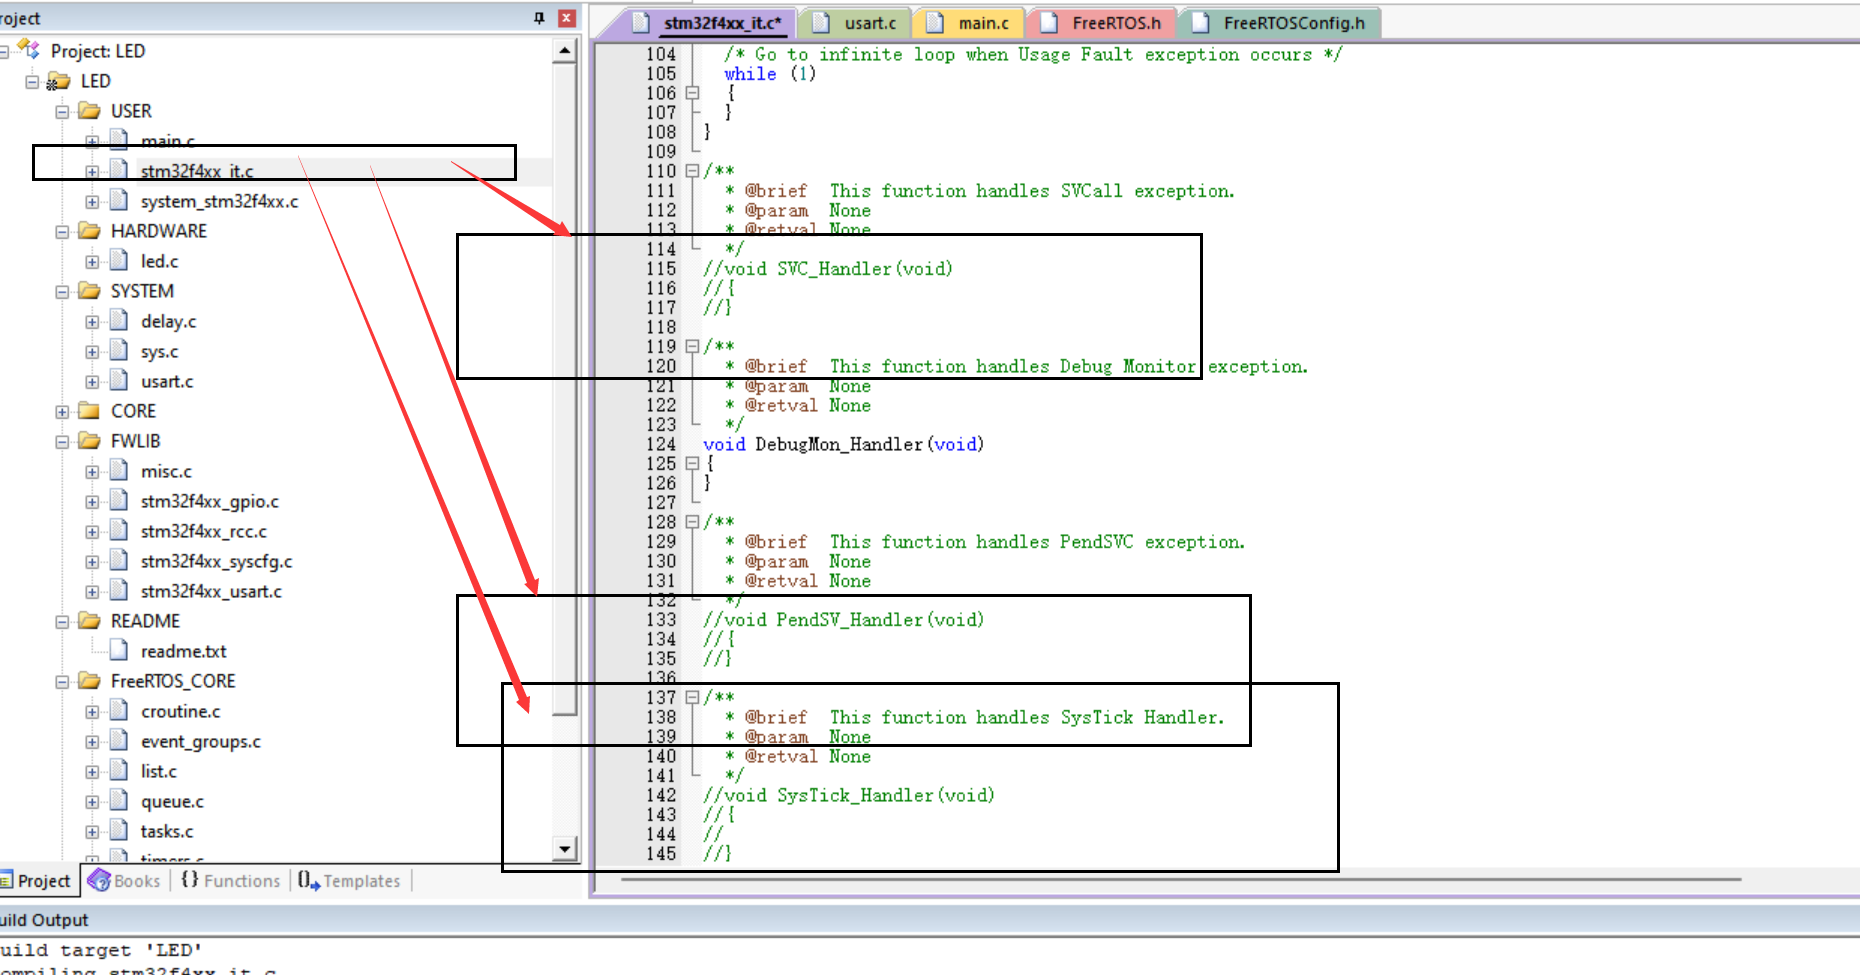 roject
Project: LED
LED
USER
main.c
stm32f4xx_it.c
system_stm32f4xx.c
HARDWARE
led.c
SYSTEM
delay.c
sys.c
usart.c
CORE
FWLIB
misc.c
stm32f4xx_gpio.c
stm32f4xx_rcc.c
stm32f4xx_syscfg.c
stm32f4xx_usart.c
README
readme.txt
FreeRTOS_CORE
croutine.c
event_groups.c
list.c
queue.c
tasks.c
timers.c
Project Books {} Functions Templates
stm32f4xx_it.c* usart.c main.c FreeRTOS.h FreeRTOSConfig.h
104 /* Go to infinite loop when Usage Fault exception occurs */
105 while (1)
106 {
107 }
108 }
109
110 /**
111 * @brief This function handles SVCall exception.
112 * @param None
113 * @retval None
114 */
115 //void SVC_Handler(void)
116 //{
117 //}
118
119 /**
120 * @brief This function handles Debug Monitor exception.
121 * @param None
122 * @retval None
123 */
124 void DebugMon_Handler(void)
125 {
126 }
127
128 /**
129 * @brief This function handles PendSVC exception.
130 * @param None
131 * @retval None
132 */
133 //void PendSV_Handler(void)
134 //{
135 //}
136
137 /**
138 * @brief This function handles SysTick Handler.
139 * @param None
140 * @retval None
141 */
142 //void SysTick_Handler(void)
143 //{
144 //
145 //}
uild Output
uild target 'LED'
ompiling stm32f4xx_it.c